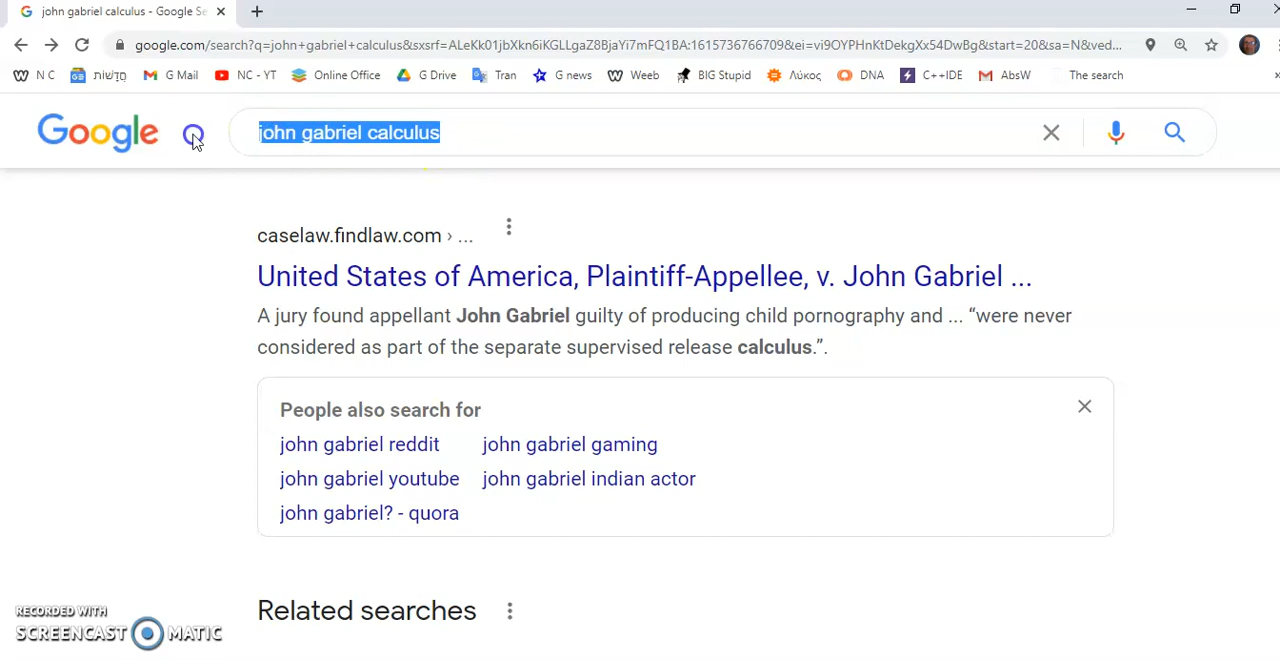 john gabriel calculus - Google Se
google.com/search?q=john+gabriel+calculus&sxsrf=ALeKk01jbXkn6iKGLLgaZ8BjaYi7mFQ1BA:1615736766709&ei=vi9OYPHnKtDekgXx54DwBg&start=20&sa=N&ved...
N C חֲדָשׁוֹת G Mail NC - YT Online Office G Drive Tran G news Weeb BIG Stupid Λύκος DNA C++IDE AbsW The search »
Google john gabriel calculus
caselaw.findlaw.com › ...
United States of America, Plaintiff-Appellee, v. John Gabriel ...
A jury found appellant John Gabriel guilty of producing child pornography and ... “were never
considered as part of the separate supervised release calculus.”.
People also search for
john gabriel reddit john gabriel gaming
john gabriel youtube john gabriel indian actor
john gabriel? - quora
Related searches
RECORDED WITH
SCREENCAST MATIC